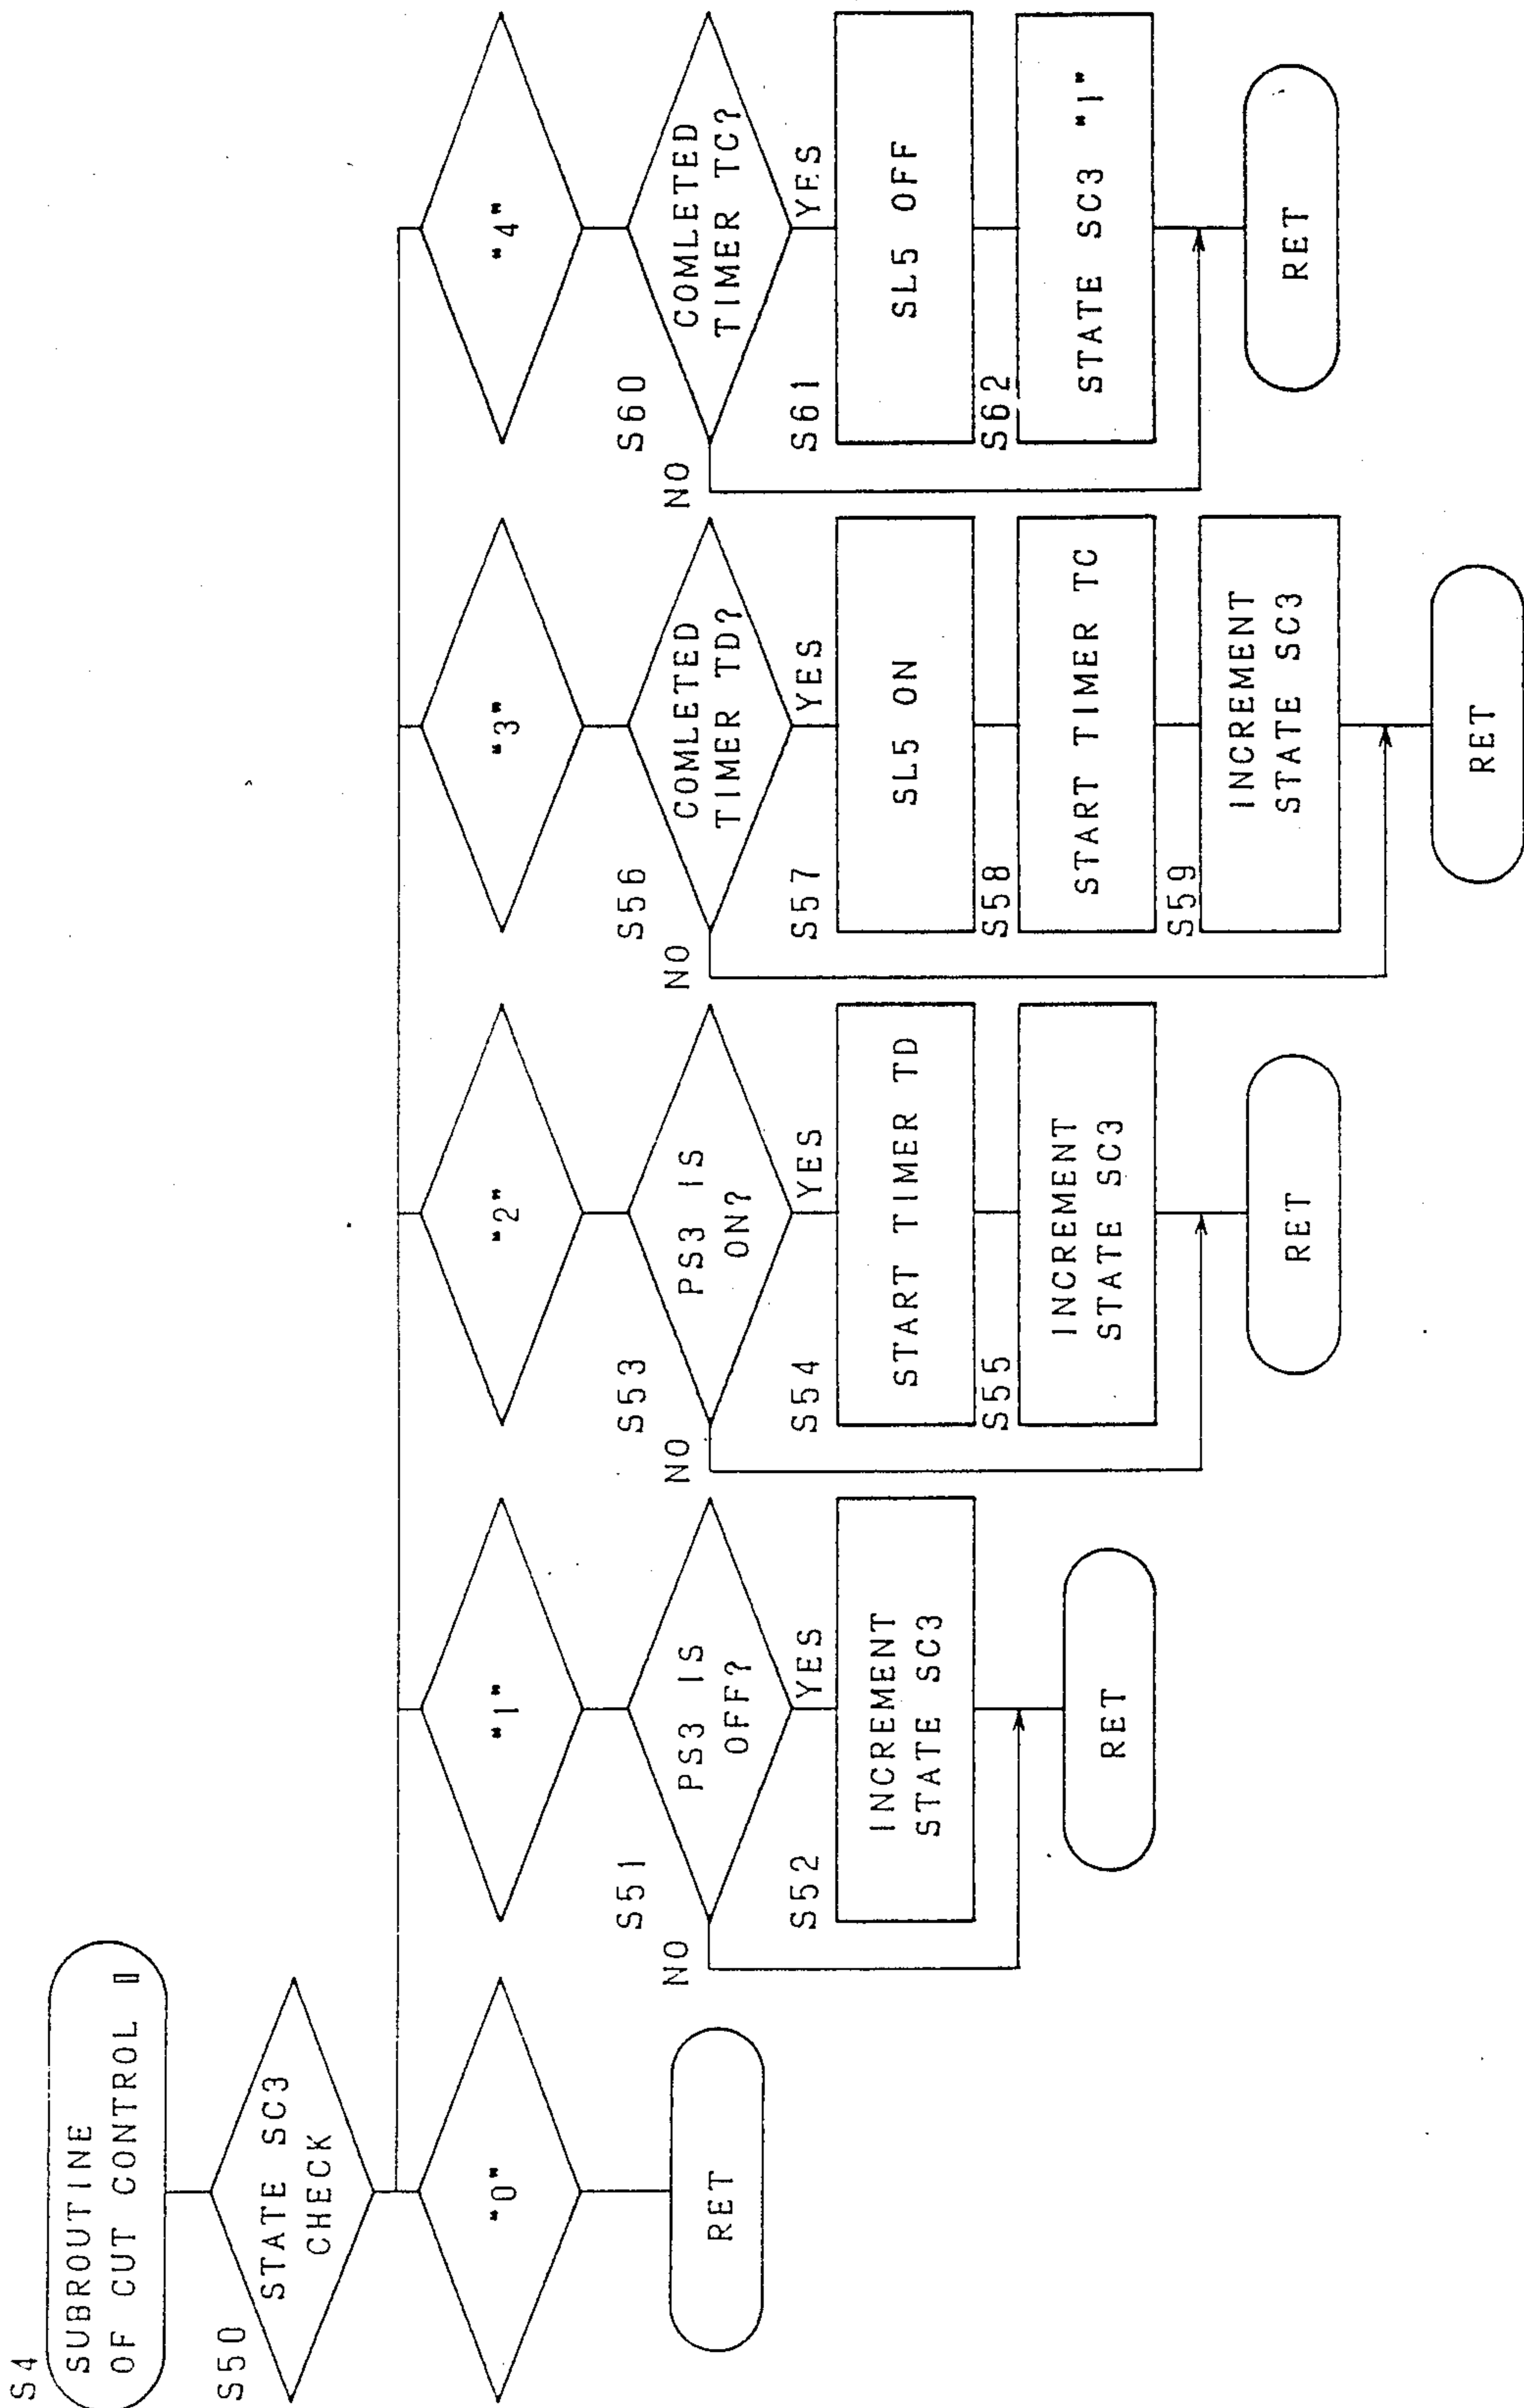 S4
SUBROUTINE
OF CUT CONTROL II
S50
STATE SC3
CHECK
"0"
RET
"1"
S51
PS3 IS
OFF?
NO
YES
S52
INCREMENT
STATE SC3
RET
"2"
S53
PS3 IS
ON?
NO
YES
S54
START TIMER TD
S55
INCREMENT
STATE SC3
RET
"3"
S56
COMLETED
TIMER TD?
NO
YES
S57
SL5 ON
S58
START TIMER TC
S59
INCREMENT
STATE SC3
RET
"4"
S60
COMLETED
TIMER TC?
NO
YES
S61
SL5 OFF
S62
STATE SC3 "1"
RET